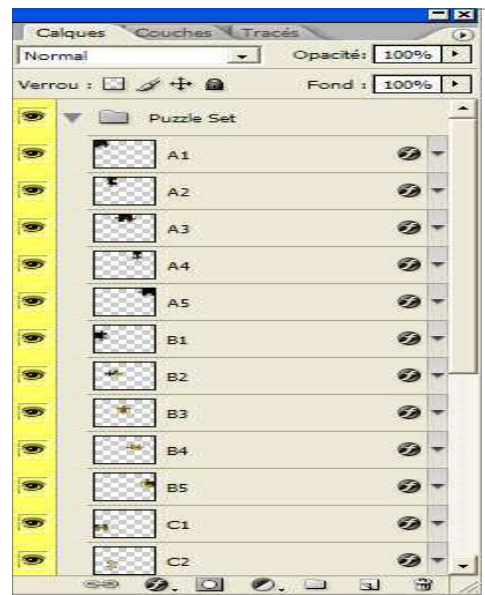 Calques Couches Tracés
Normal Opacité: 100%
Verrou : Fond : 100%
Puzzle Set
A1
A2
A3
A4
A5
B1
B2
B3
B4
B5
C1
C2